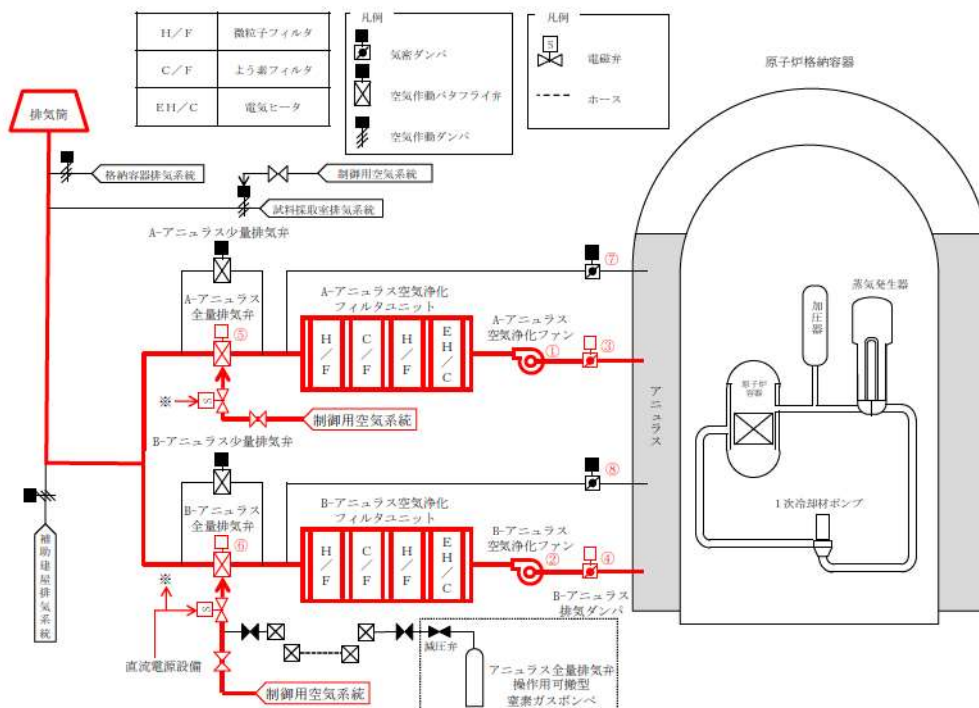 H/F 微粒子フィルタ
C/F よう素フィルタ
EH/C 電気ヒータ
凡例
気密ダンパ
空気作動バタフライ弁
空気作動ダンパ
凡例
S
電磁弁
ホース
原子炉格納容器
排気筒
格納容器排気系統
制御用空気系統
試料採取室排気系統
A-アニュラス少量排気弁
A-アニュラス
全量排気弁
⑤
A-アニュラス空気浄化
フィルタユニット
H/F
C/F
H/F
EH/C
A-アニュラス
空気浄化ファン
①
③
⑦
※
S
制御用空気系統
アニュラス
加圧器
蒸気発生器
原子炉
容器
1次冷却材ポンプ
B-アニュラス少量排気弁
B-アニュラス
全量排気弁
⑥
B-アニュラス空気浄化
フィルタユニット
H/F
C/F
H/F
EH/C
B-アニュラス
空気浄化ファン
②
④
⑧
B-アニュラス
排気ダンパ
補助建屋排気系統
※
S
直流電源設備
制御用空気系統
減圧弁
アニュラス全量排気弁
操作用可搬型
窒素ガスボンベ